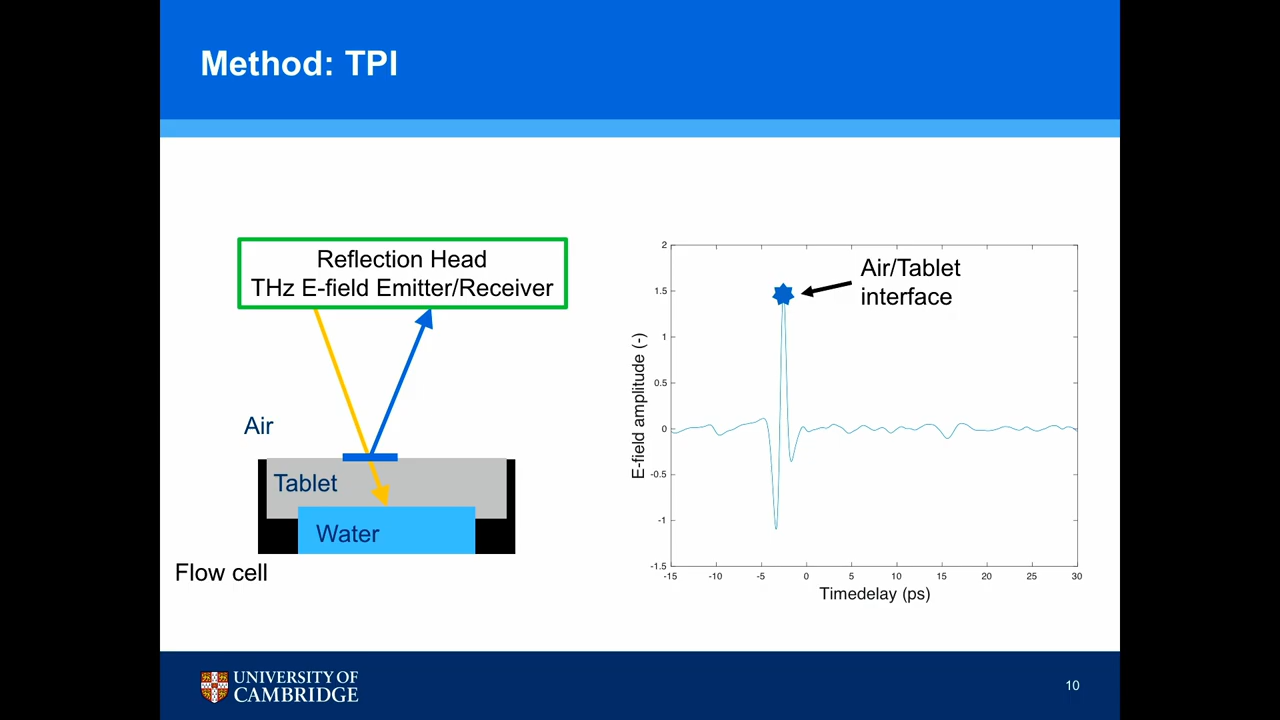 Method: TPI
Reflection Head
THz E-field Emitter/Receiver
Air
Tablet
Water
Flow cell
Air/Tablet
interface
E-field amplitude (-)
2
1.5
1
0.5
0
-0.5
-1
-1.5
-15 -10 -5 0 5 10 15 20 25 30
Timedelay (ps)
UNIVERSITY OF
CAMBRIDGE
10